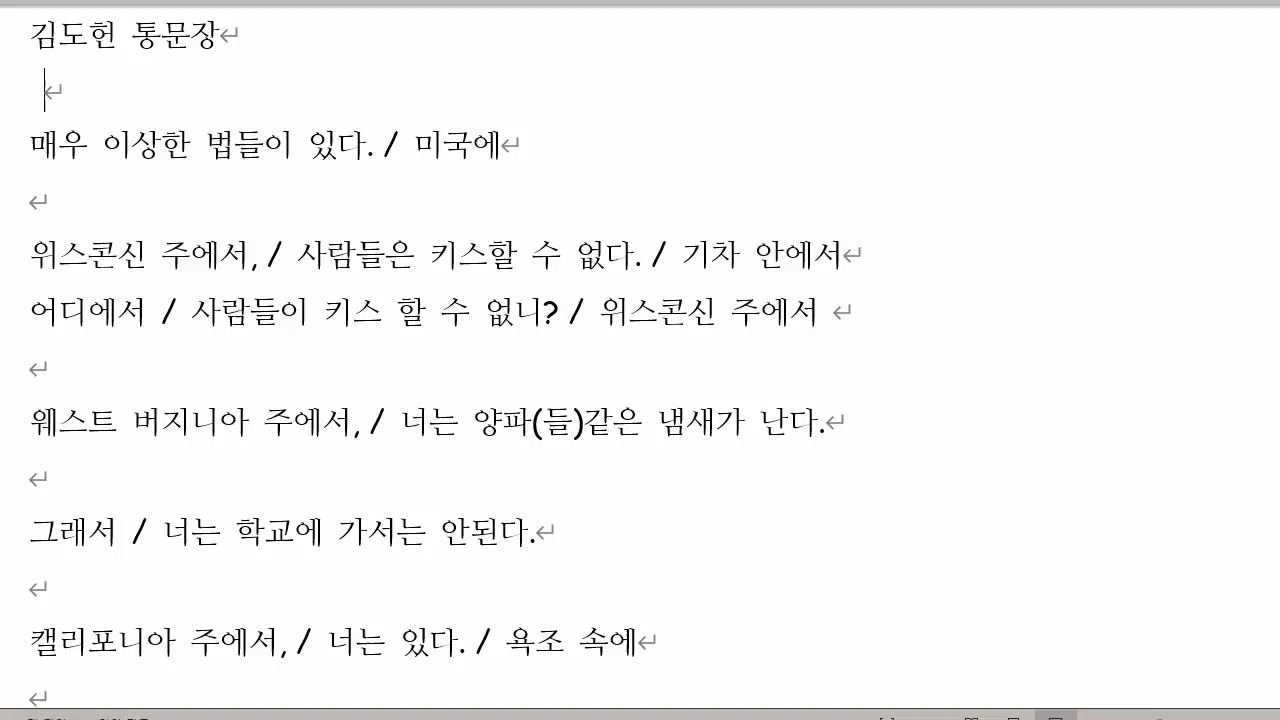 김도헌 통문장
매우 이상한 법들이 있다. / 미국에
위스콘신 주에서, / 사람들은 키스할 수 없다. / 기차 안에서
어디에서 / 사람들이 키스 할 수 없니? / 위스콘신 주에서
웨스트 버지니아 주에서, / 너는 양파(들)같은 냄새가 난다.
그래서 / 너는 학교에 가서는 안된다.
캘리포니아 주에서, / 너는 있다. / 욕조 속에